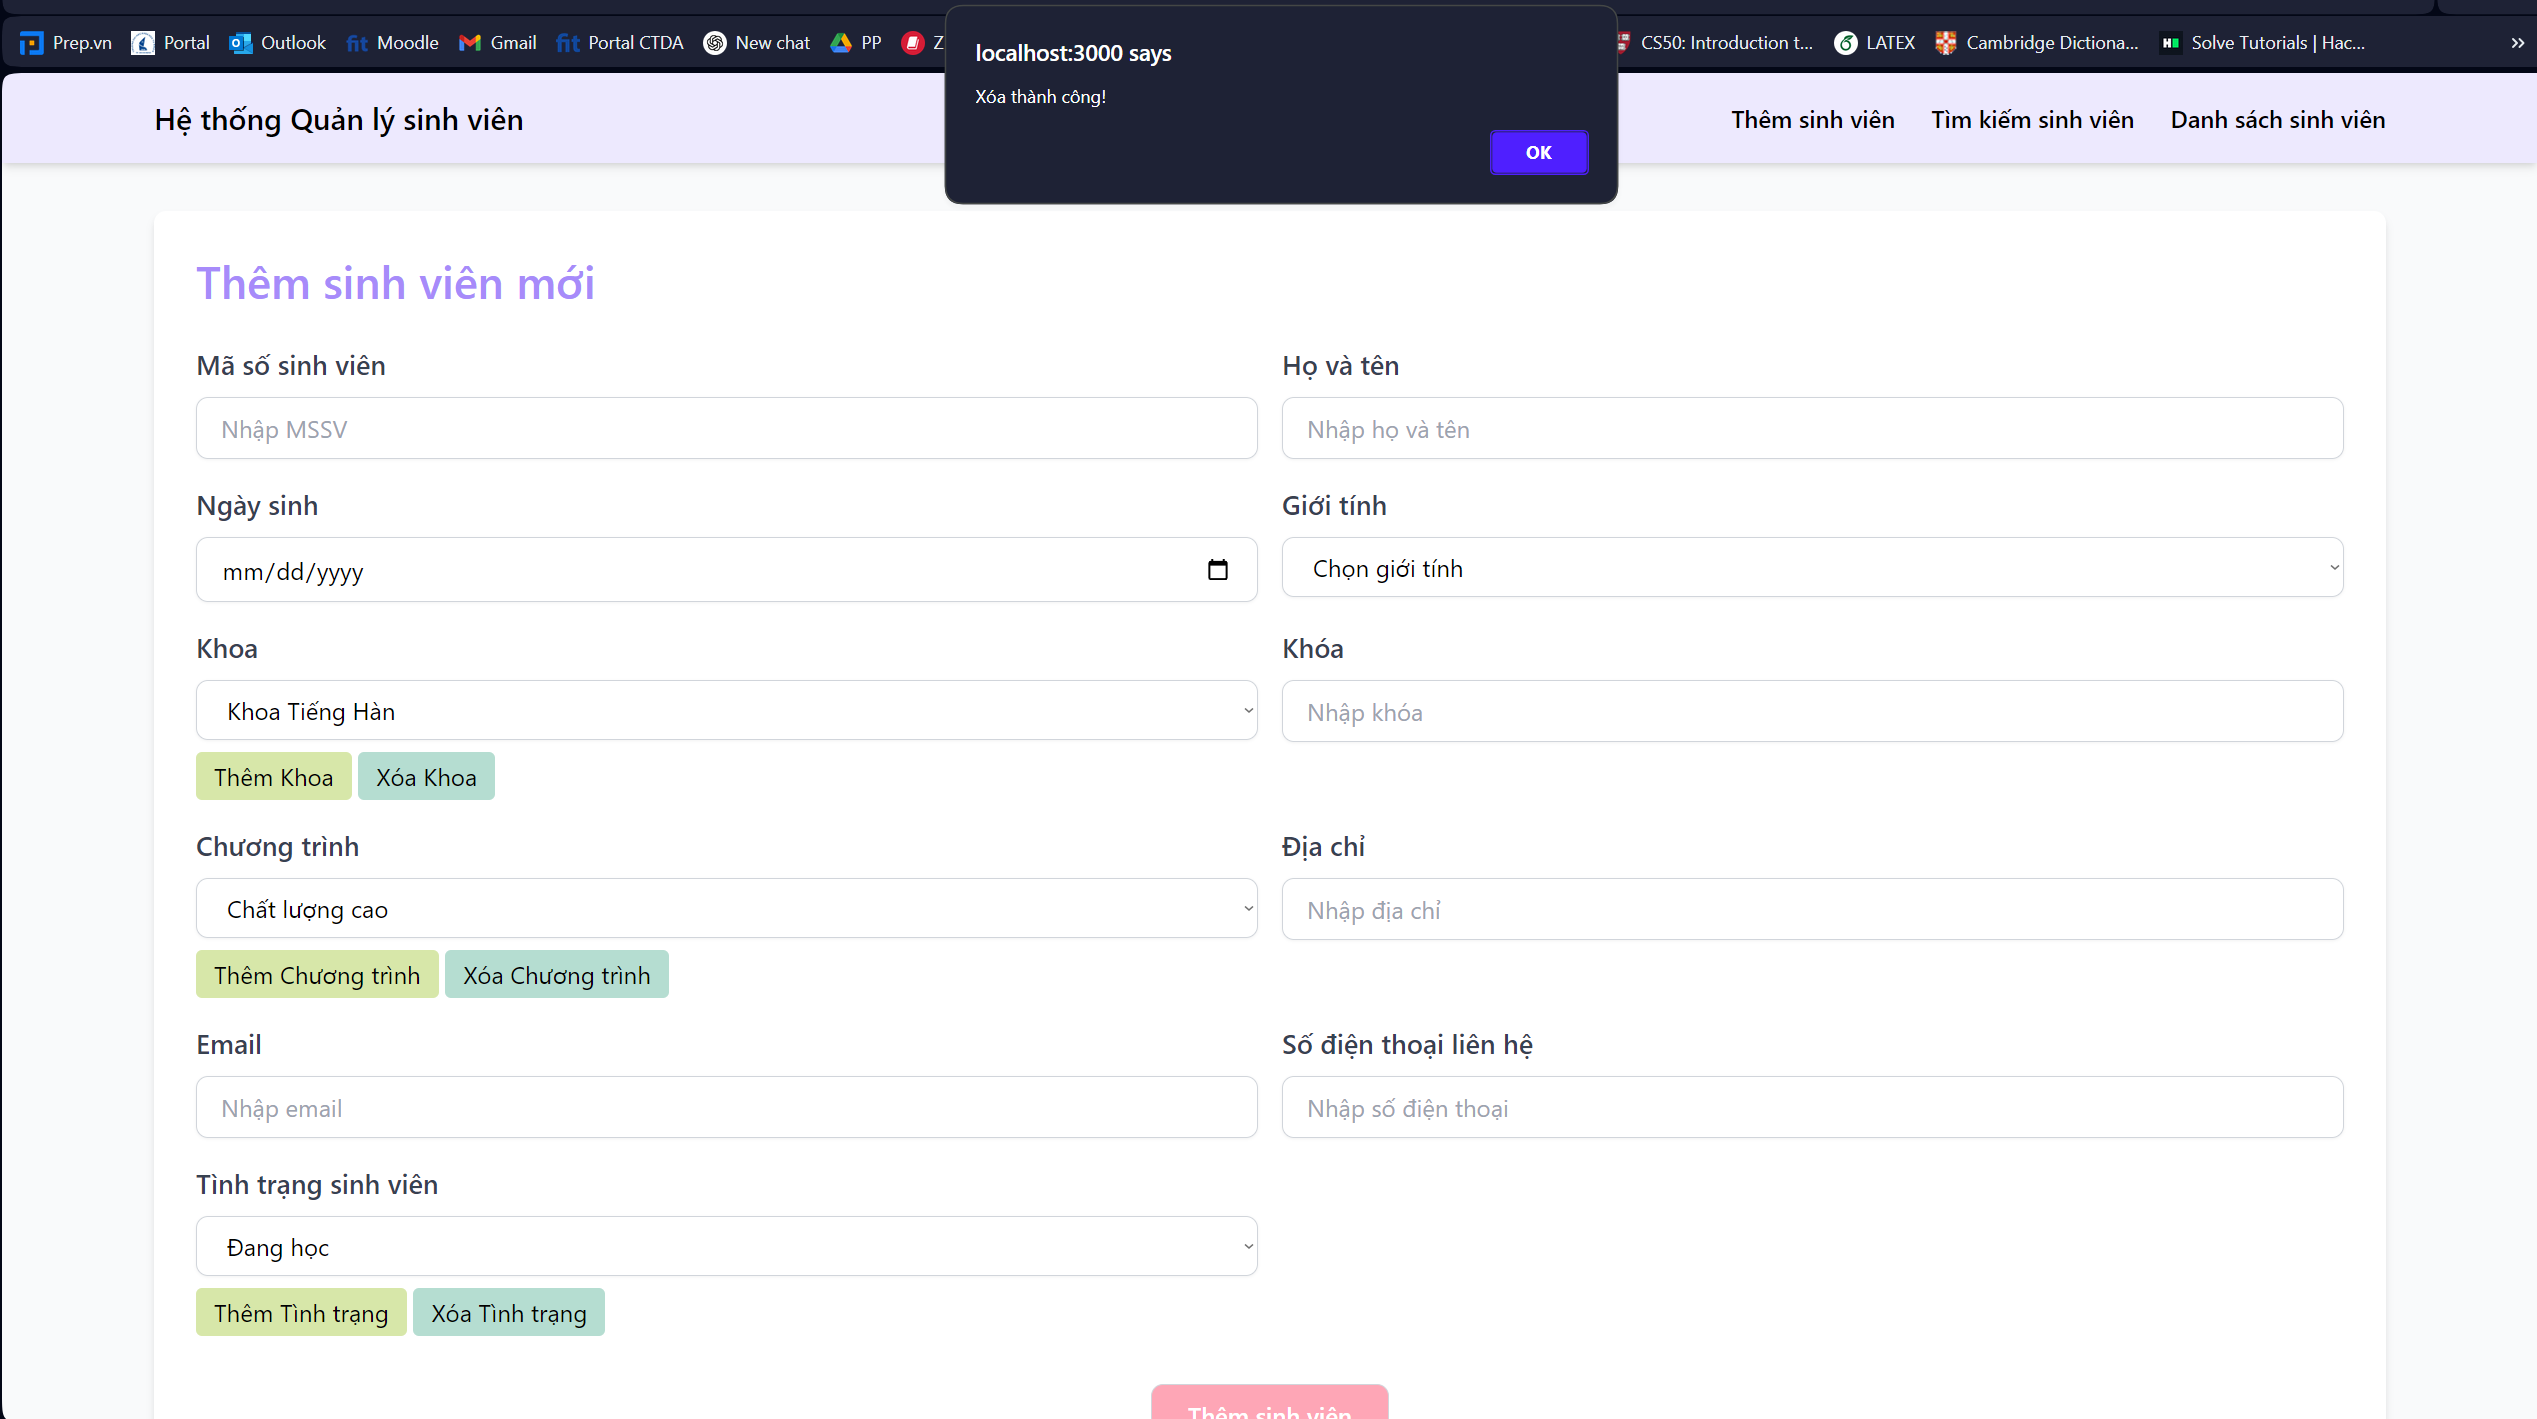 Prep.vn Portal Outlook fit Moodle Gmail fit Portal CTDA New chat PP Z CS50: Introduction t... LATEX Cambridge Dictiona... Solve Tutorials | Hac... »
localhost:3000 says
Xóa thành công!
OK
Hệ thống Quản lý sinh viên Thêm sinh viên Tìm kiếm sinh viên Danh sách sinh viên
Thêm sinh viên mới
Mã số sinh viên Họ và tên
Nhập MSSV Nhập họ và tên
Ngày sinh Giới tính
mm/dd/yyyy Chọn giới tính
Khoa Khóa
Khoa Tiếng Hàn Nhập khóa
Thêm Khoa Xóa Khoa
Chương trình Địa chỉ
Chất lượng cao Nhập địa chỉ
Thêm Chương trình Xóa Chương trình
Email Số điện thoại liên hệ
Nhập email Nhập số điện thoại
Tình trạng sinh viên
Đang học
Thêm Tình trạng Xóa Tình trạng
Thêm sinh viên